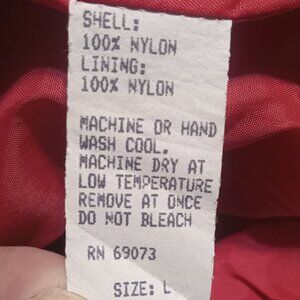 SHELL:
100% NYLON
LINING:
100% NYLON
MACHINE OR HAND
WASH COOL.
MACHINE DRY AT
LOW TEMPERATURE
REMOVE AT ONCE
DO NOT BLEACH
RN 69073
SIZE: L